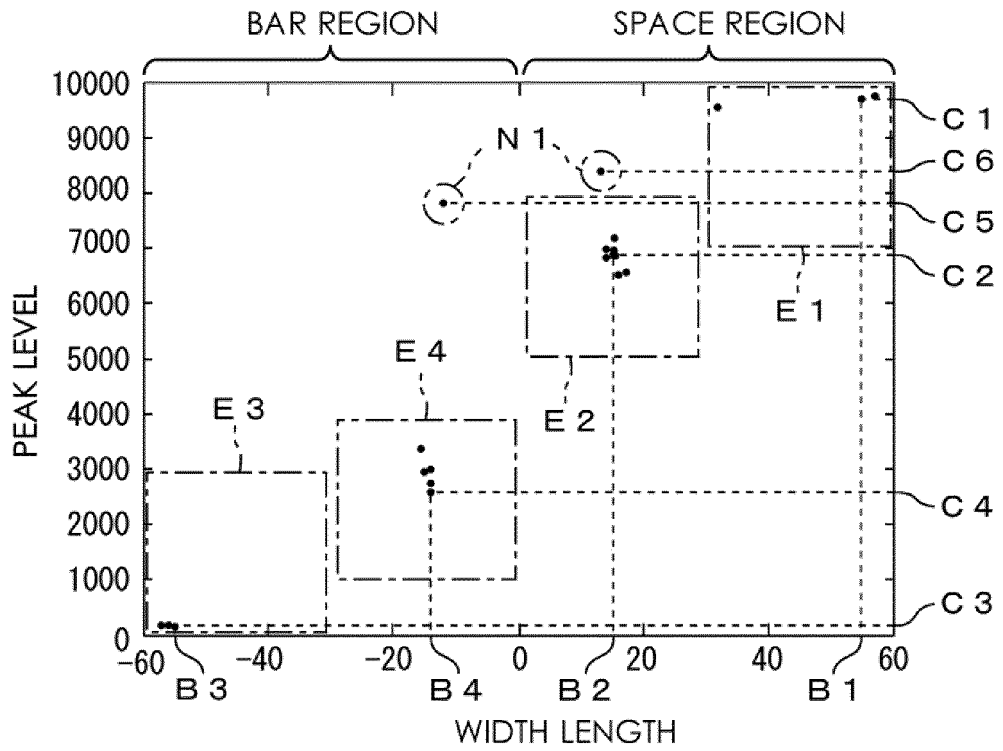 BAR REGION SPACE REGION
10000
9000
8000
7000
6000
5000
4000
3000
2000
1000
0
PEAK LEVEL
N 1
C 1
C 6
C 5
C 2
E 1
E 4
E 2
E 3
C 4
C 3
-60 -40 -20 0 20 40 60
B 3 B 4 B 2 B 1
WIDTH LENGTH